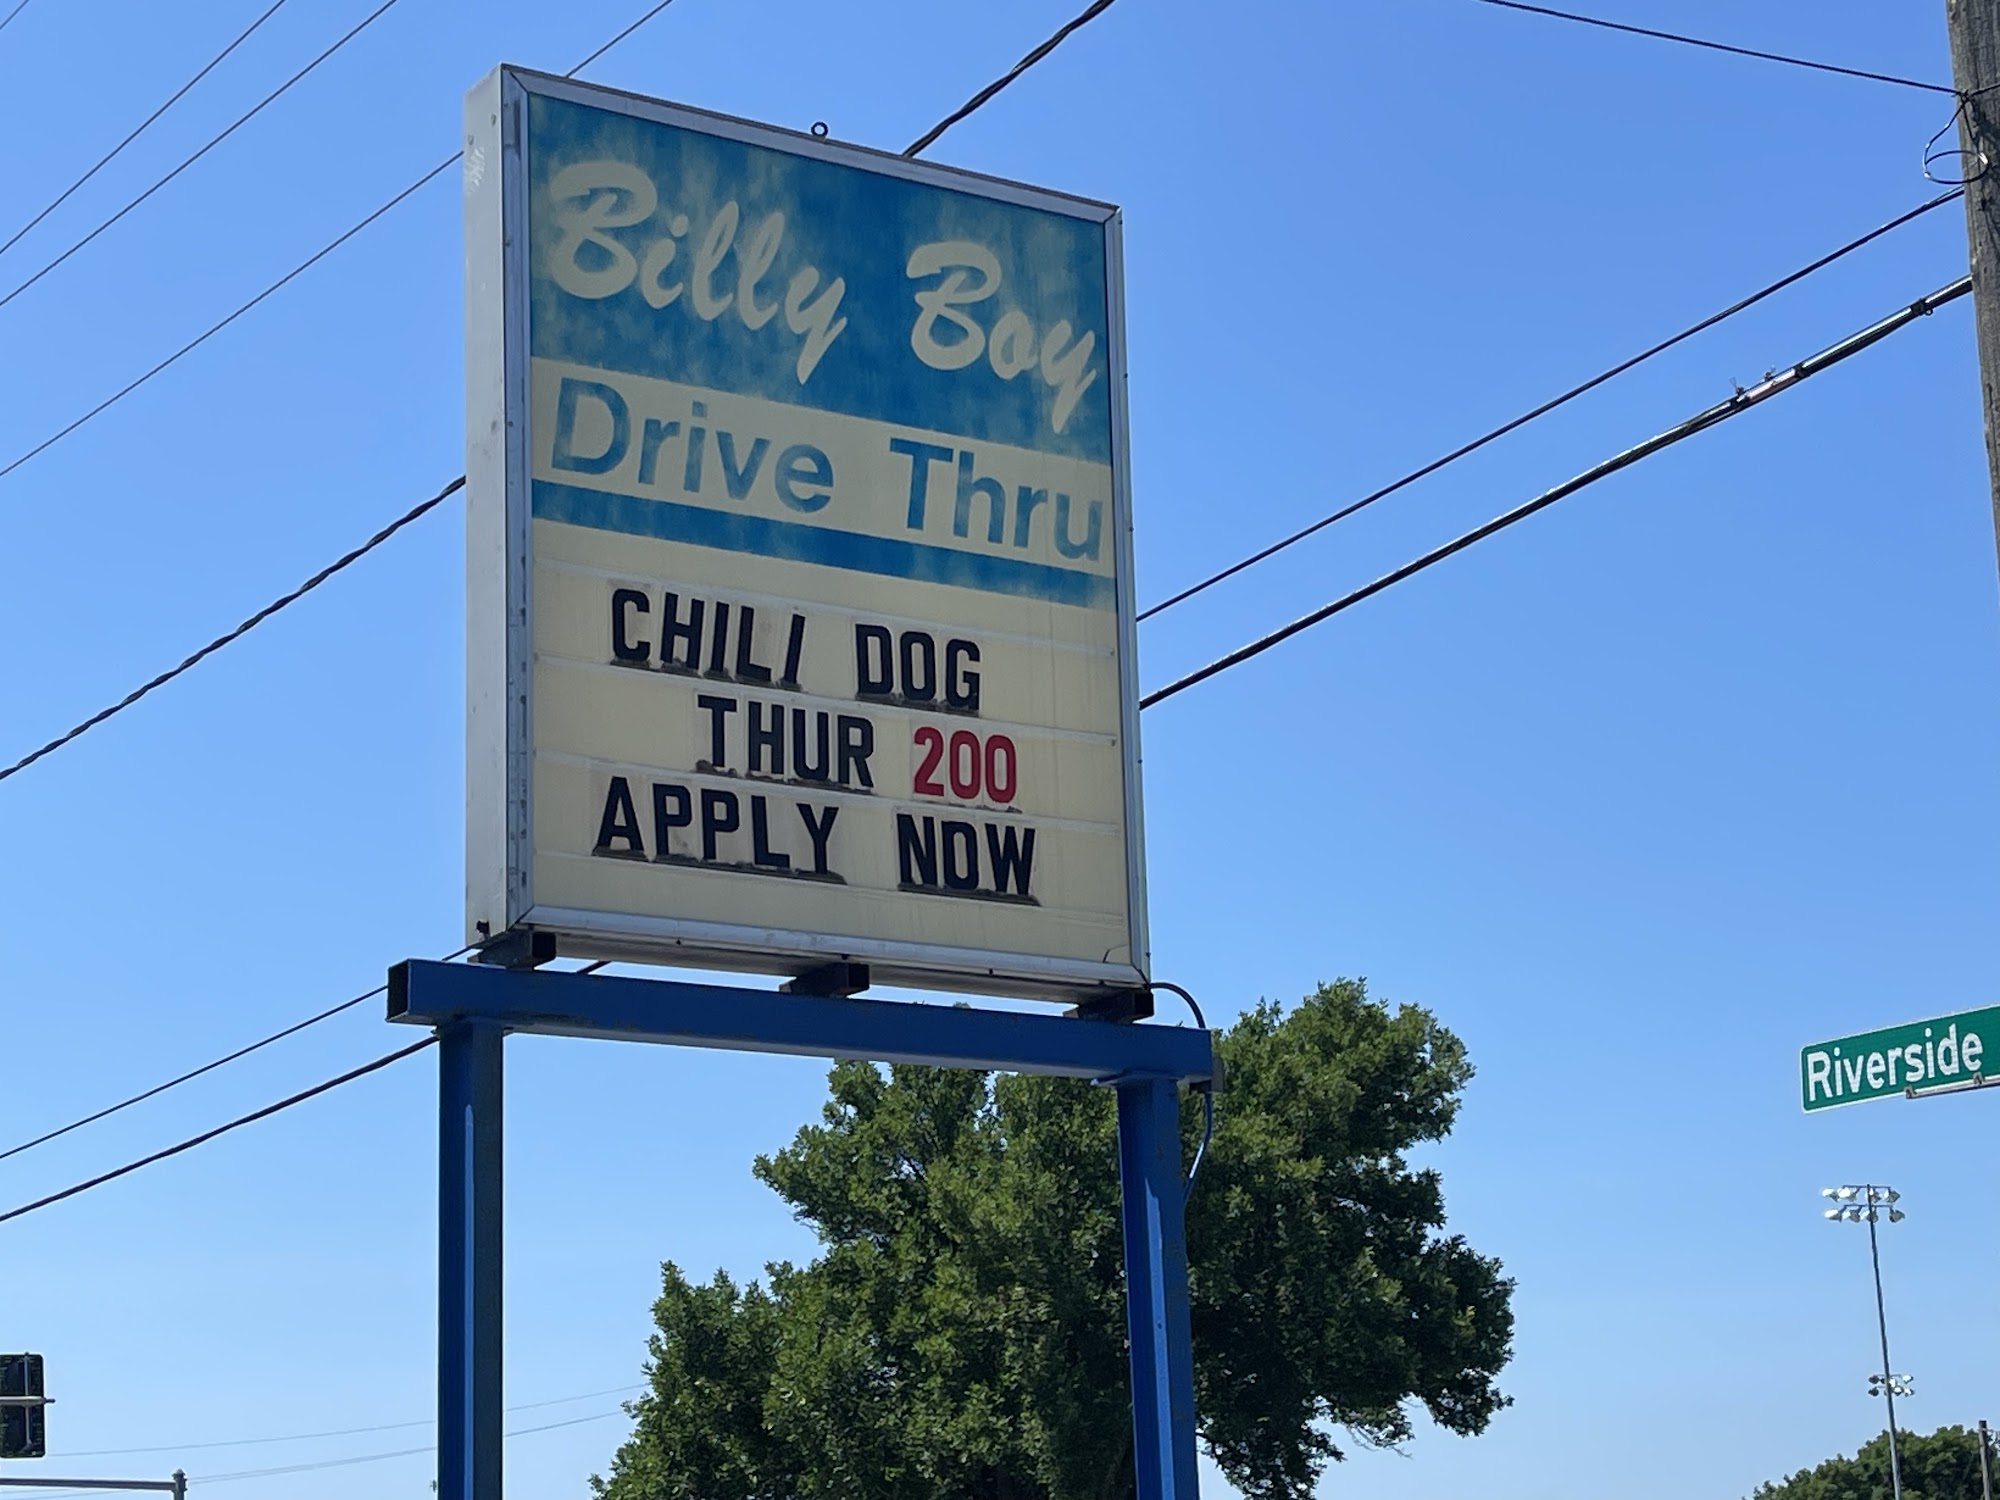 Billy Boy
Drive Thru
CHILI DOG
THUR 200
APPLY NOW
Riverside